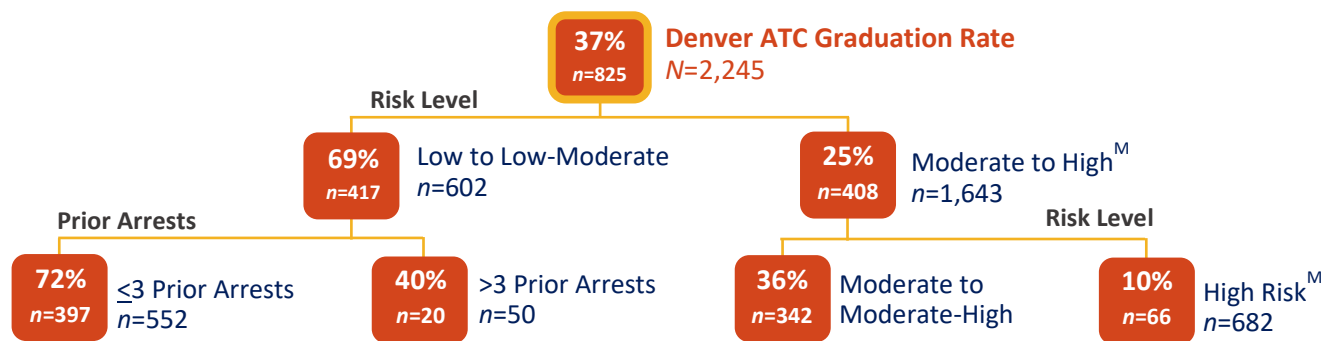 37%
n=825
Denver ATC Graduation Rate
N=2,245
Risk Level
69%
n=417
Low to Low-Moderate
n=602
25%
n=408
Moderate to High^M
n=1,643
Prior Arrests
Risk Level
72%
n=397
≤3 Prior Arrests
n=552
40%
n=20
>3 Prior Arrests
n=50
36%
n=342
Moderate to
Moderate-High
10%
n=66
High Risk^M
n=682